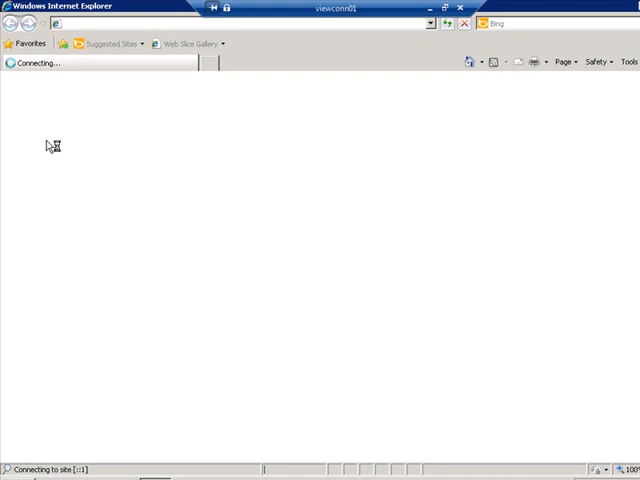 Windows Internet Explorer
viewconn01
Bing
Favorites
Suggested Sites
Web Slice Gallery
Connecting...
Page
Safety
Tools
Connecting to site [::1]
100%